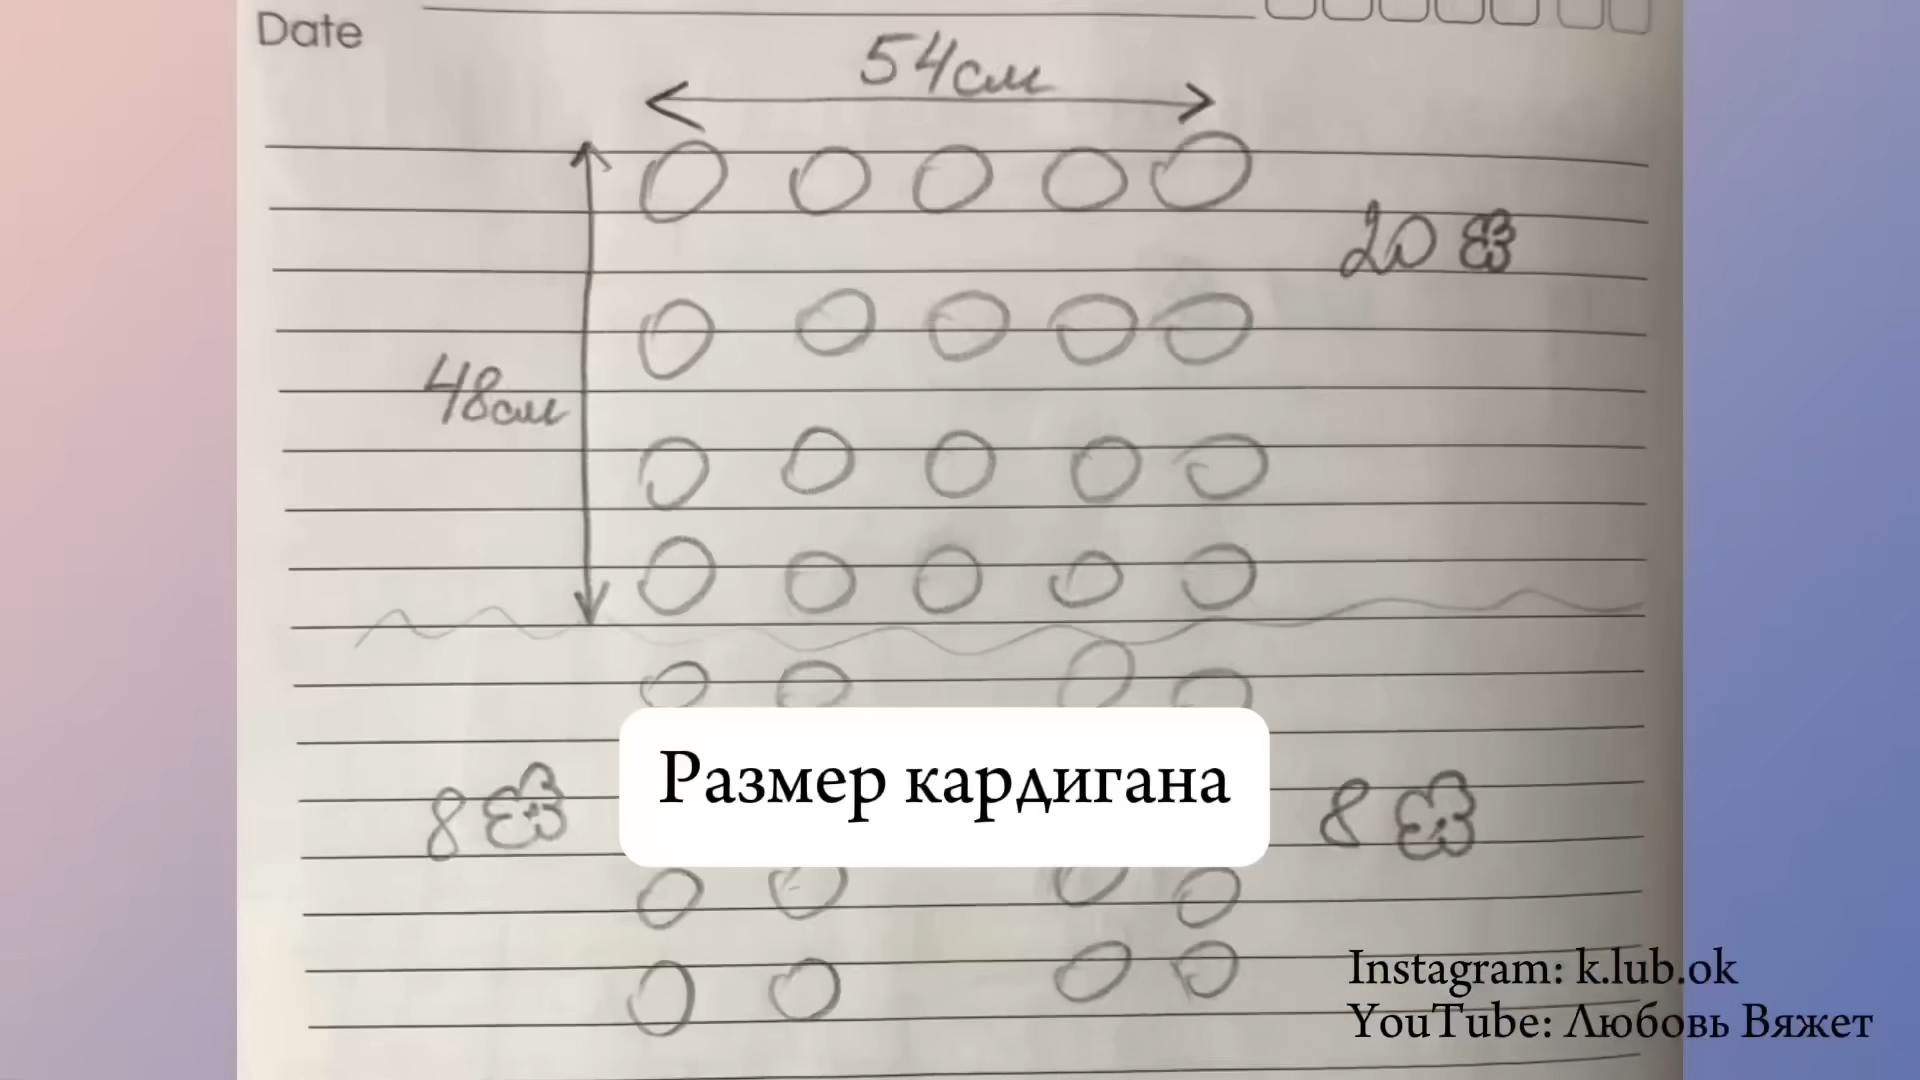 Date
54см
20
48см
Размер кардигана
8
8
Instagram: k.lub.ok
YouTube: Любовь Вяжет